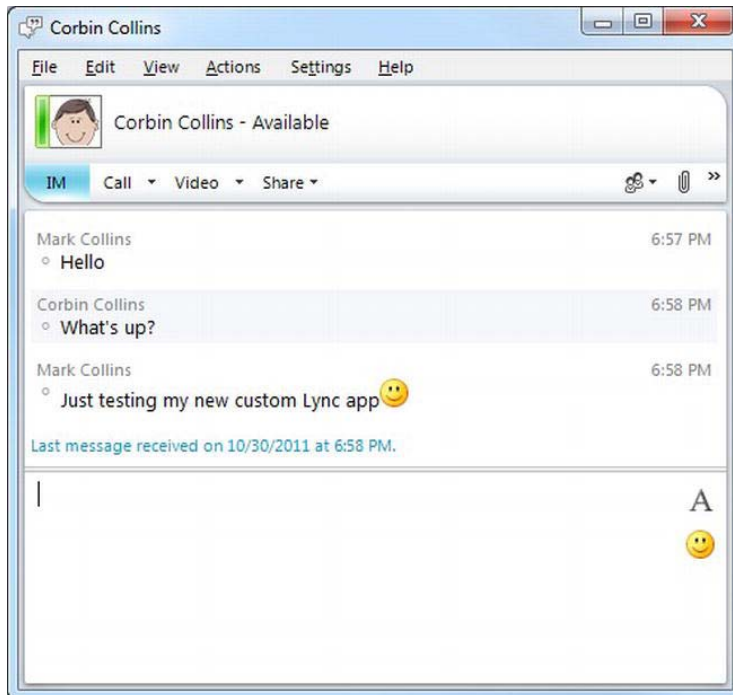 Corbin Collins
File Edit View Actions Settings Help
Corbin Collins - Available
IM Call Video Share
Mark Collins 6:57 PM
Hello
Corbin Collins 6:58 PM
What's up?
Mark Collins 6:58 PM
Just testing my new custom Lync app
Last message received on 10/30/2011 at 6:58 PM.
A